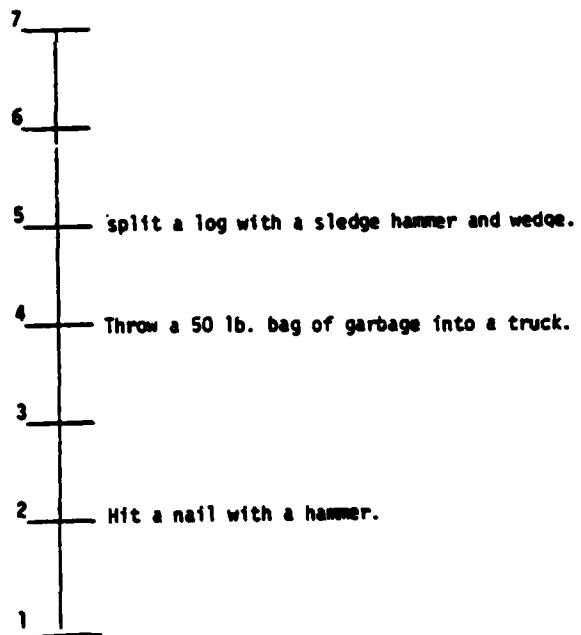 7
6
5 split a log with a sledge hammer and wedge.
4 Throw a 50 lb. bag of garbage into a truck.
3
2 Hit a nail with a hammer.
1